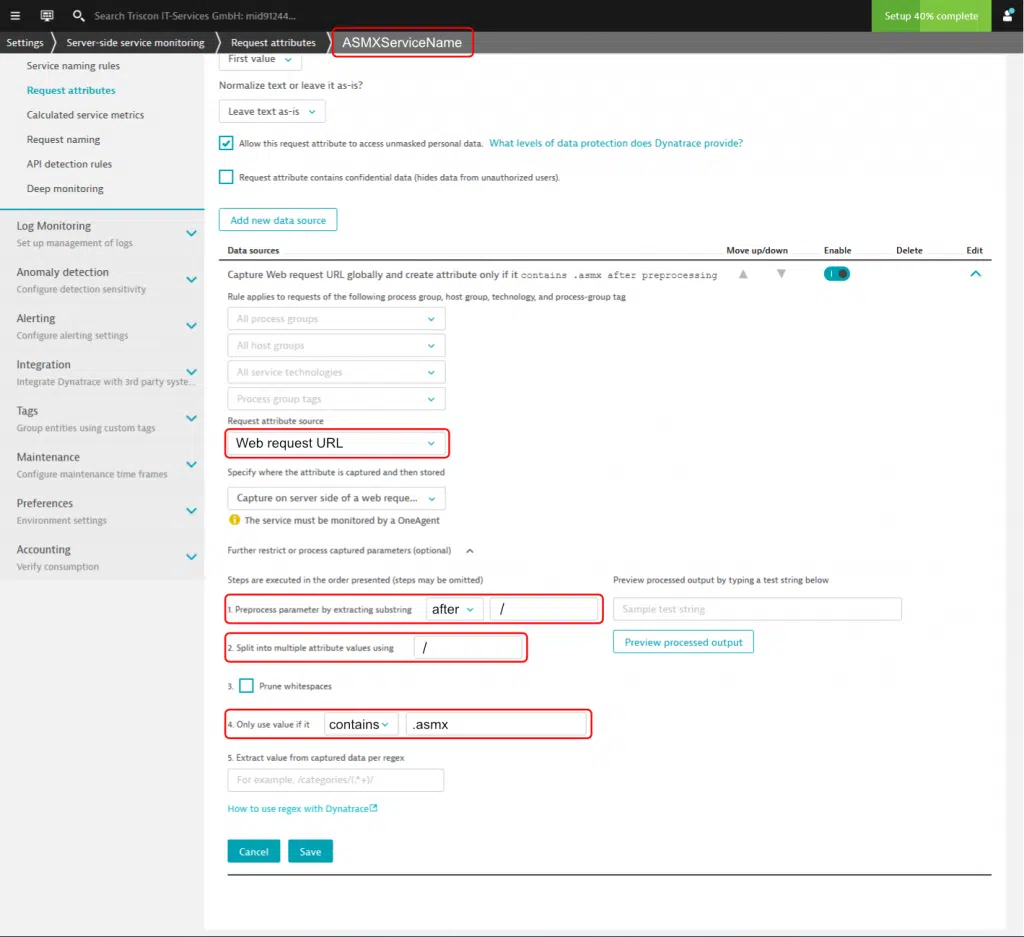 Search Triscon IT-Services GmbH: mid91244...
Setup 40% complete
Settings
Server-side service monitoring
Request attributes
ASMXServiceName
Service naming rules
Request attributes
Calculated service metrics
Request naming
API detection rules
Deep monitoring
Log Monitoring
Set up management of logs
Anomaly detection
Configure detection sensitivity
Alerting
Configure alerting settings
Integration
Integrate Dynatrace with 3rd party syste...
Tags
Group entities using custom tags
Maintenance
Configure maintenance time frames
Preferences
Environment settings
Accounting
Verify consumption
First value
Normalize text or leave it as-is?
Leave text as-is
Allow this request attribute to access unmasked personal data. What levels of data protection does Dynatrace provide?
Request attribute contains confidential data (hides data from unauthorized users).
Add new data source
Data sources Move up/down Enable Delete Edit
Capture Web request URL globally and create attribute only if it contains .asmx after preprocessing
Rule applies to requests of the following process group, host group, technology, and process-group tag
All process groups
All host groups
All service technologies
Process group tags
Request attribute source
Web request URL
Specify where the attribute is captured and then stored
Capture on server side of a web reque...
The service must be monitored by a OneAgent
Further restrict or process captured parameters (optional)
Steps are executed in the order presented (steps may be omitted)
1. Preprocess parameter by extracting substring after /
2. Split into multiple attribute values using /
3. Prune whitespaces
4. Only use value if it contains .asmx
5. Extract value from captured data per regex
For example, /categories/(.*+)/
How to use regex with Dynatrace
Preview processed output by typing a test string below
Sample test string
Preview processed output
Cancel
Save